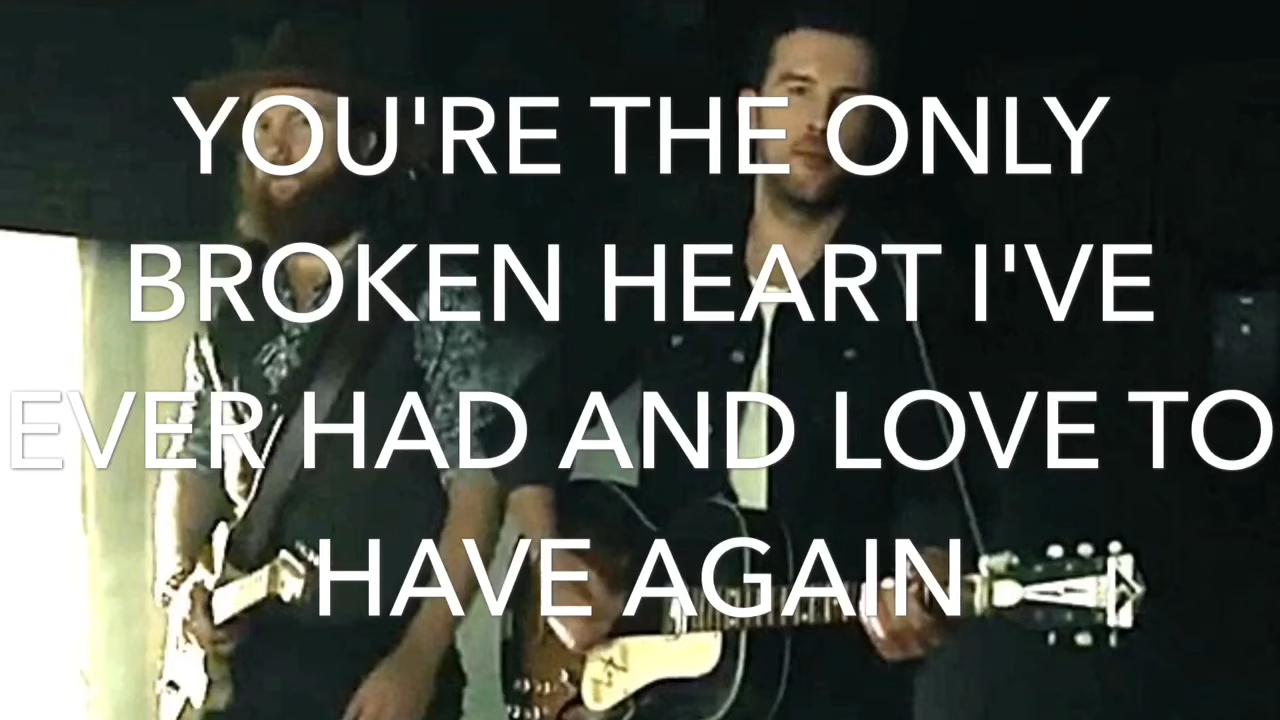 YOU'RE THE ONLY
BROKEN HEART I'VE
EVER HAD AND LOVE TO
HAVE AGAIN